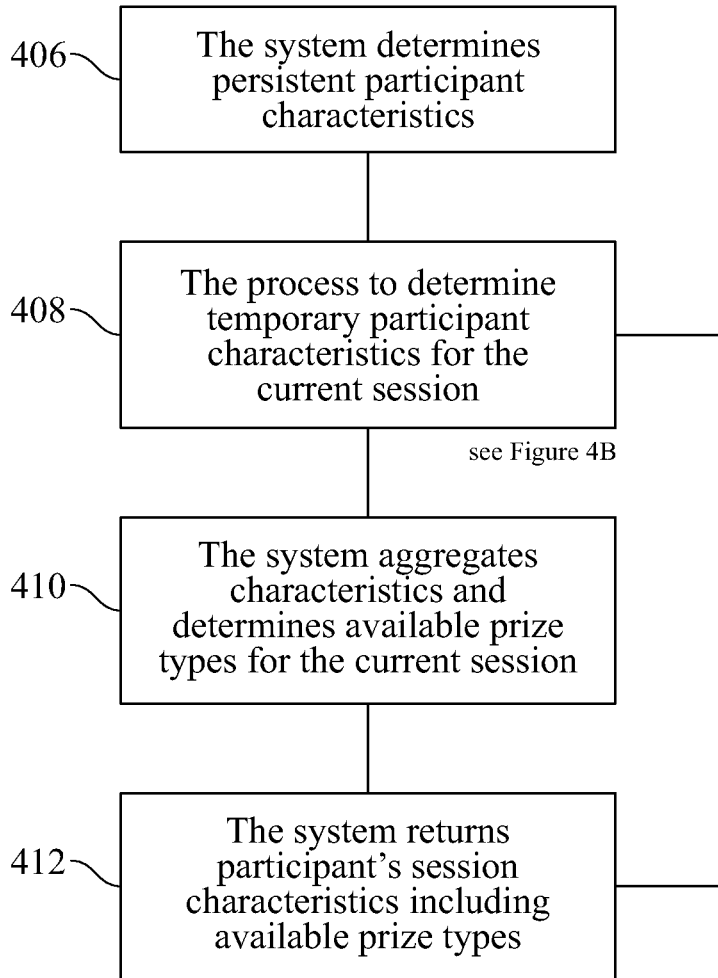 406
The system determines
persistent participant
characteristics
408
The process to determine
temporary participant
characteristics for the
current session
see Figure 4B
410
The system aggregates
characteristics and
determines available prize
types for the current session
412
The system returns
participant’s session
characteristics including
available prize types